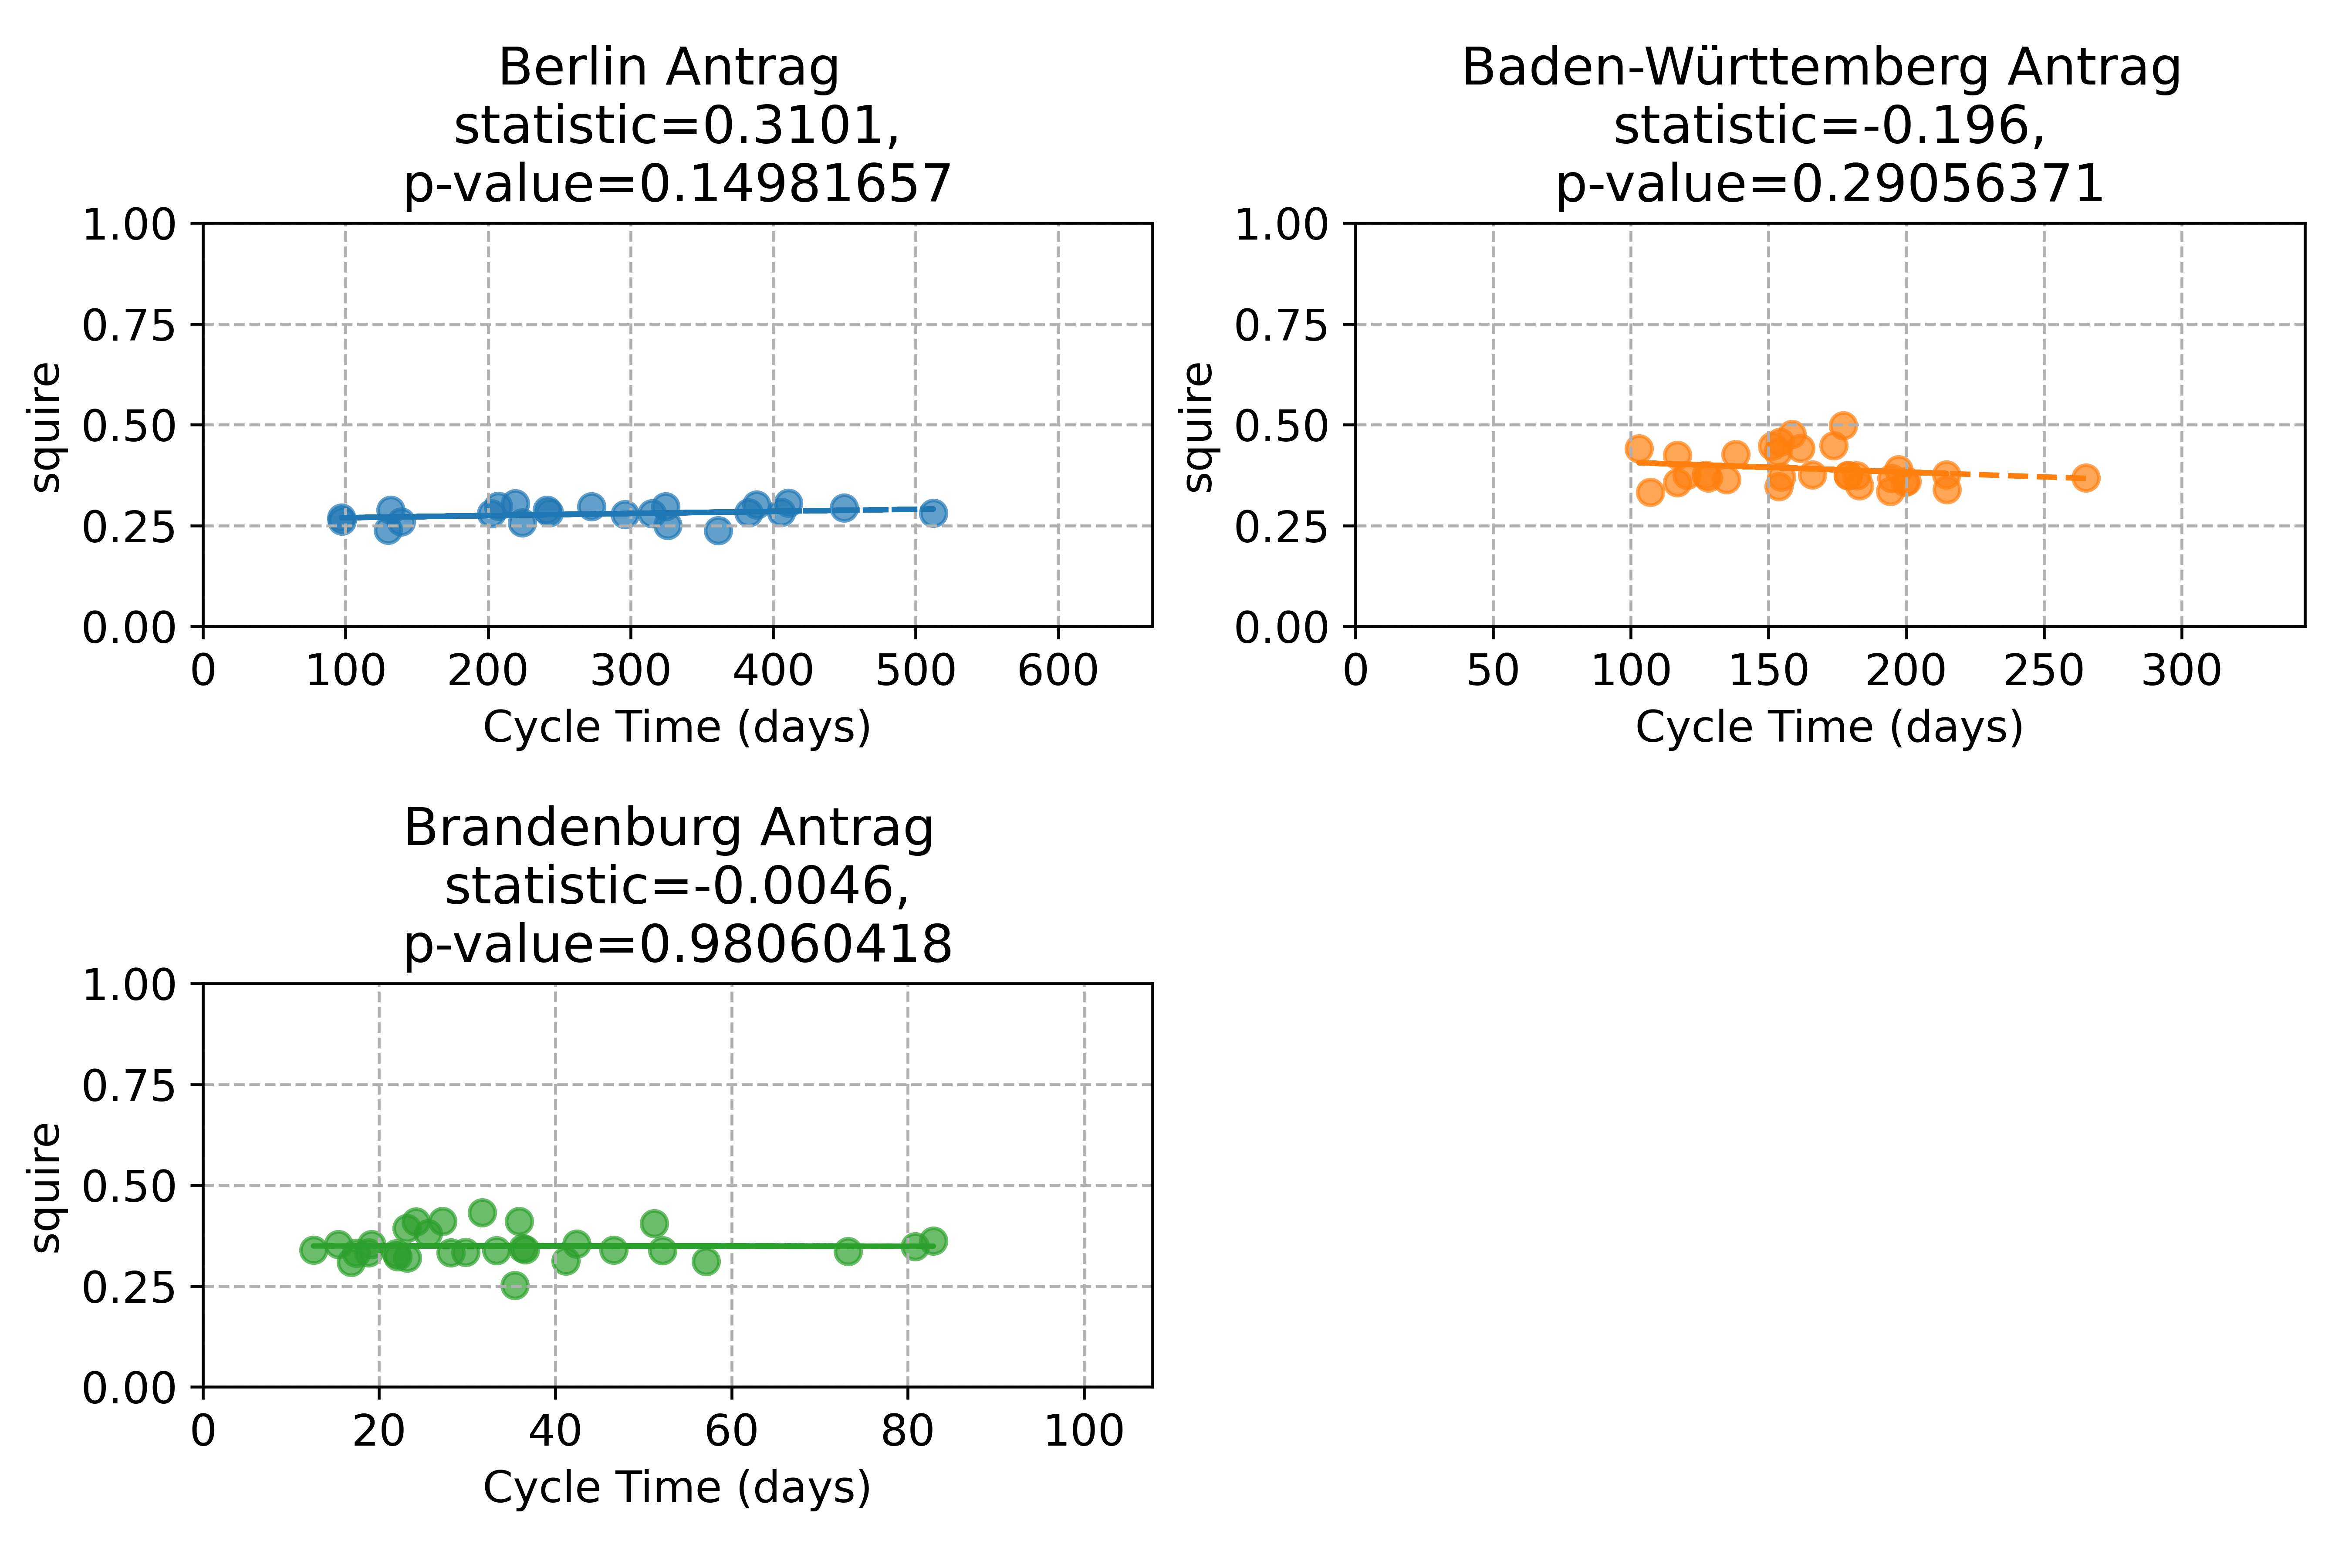 Berlin Antrag
statistic=0.3101,
p-value=0.14981657
1.00
0.75
0.50
0.25
0.00
squire
0 100 200 300 400 500 600
Cycle Time (days)
Baden-Württemberg Antrag
statistic=-0.196,
p-value=0.29056371
1.00
0.75
0.50
0.25
0.00
squire
0 50 100 150 200 250 300
Cycle Time (days)
Brandenburg Antrag
statistic=-0.0046,
p-value=0.98060418
1.00
0.75
0.50
0.25
0.00
squire
0 20 40 60 80 100
Cycle Time (days)